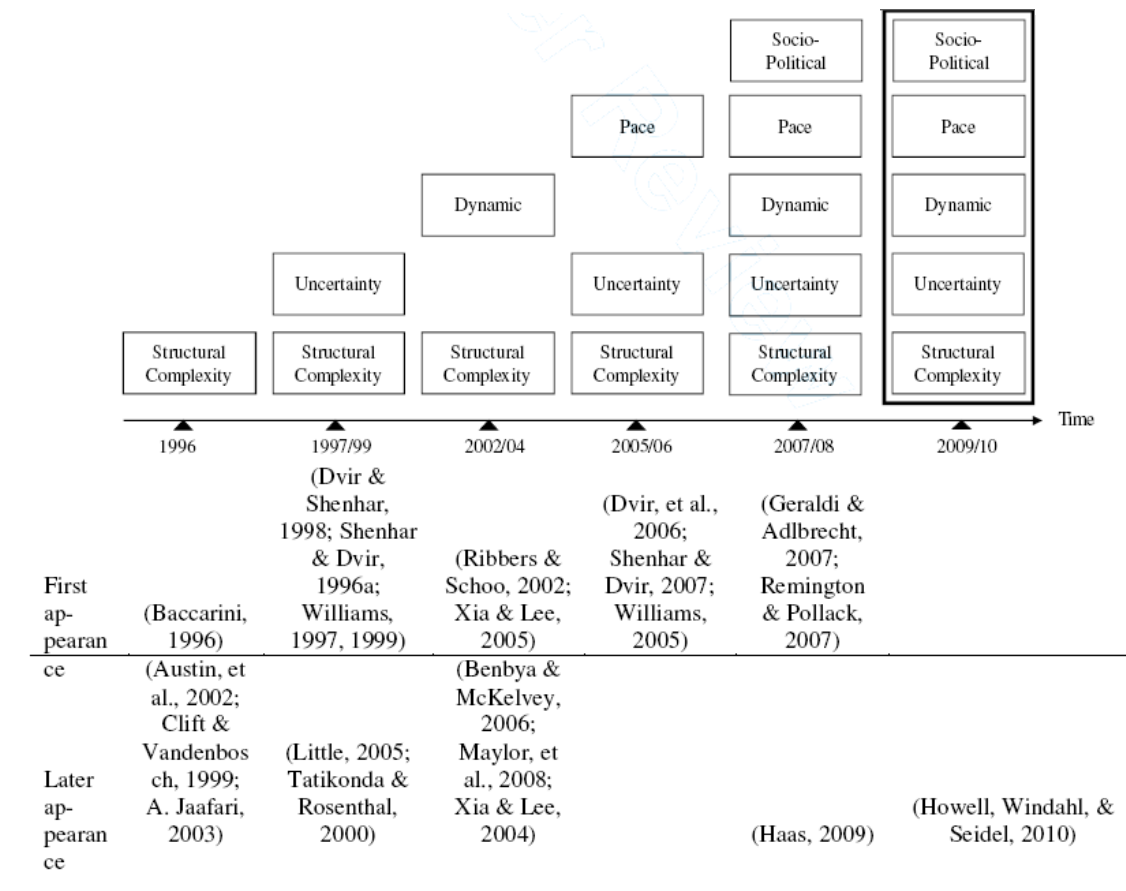 Socio-
Political
Socio-
Political
Pace
Pace
Pace
Dynamic
Dynamic
Dynamic
Uncertainty
Uncertainty
Uncertainty
Uncertainty
Structural
Complexity
Structural
Complexity
Structural
Complexity
Structural
Complexity
Structural
Complexity
Structural
Complexity
Time
1996
1997/99
2002/04
2005/06
2007/08
2009/10
First
ap-
pearan
ce
(Baccarini,
1996)
(Dvir &
Shenhar,
1998; Shenhar
& Dvir,
1996a;
Williams,
1997, 1999)
(Ribbers &
Schoo, 2002;
Xia & Lee,
2005)
(Dvir, et al.,
2006;
Shenhar &
Dvir, 2007;
Williams,
2005)
(Geraldi &
Adlbrecht,
2007;
Remington
& Pollack,
2007)
Later
ap-
pearan
ce
(Austin, et
al., 2002;
Clift &
Vandenbos
ch, 1999;
A. Jaafari,
2003)
(Little, 2005;
Tatikonda &
Rosenthal,
2000)
(Benbya &
McKelvey,
2006;
Maylor, et
al., 2008;
Xia & Lee,
2004)
(Haas, 2009)
(Howell, Windahl, &
Seidel, 2010)